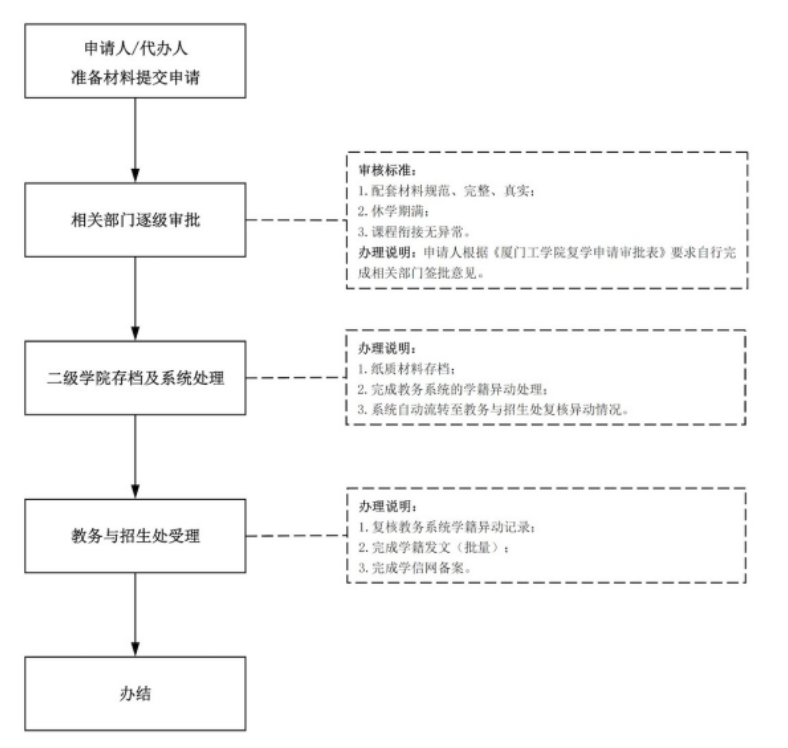 申请人/代办人
准备材料提交申请
相关部门逐级审批
审核标准：
1.配套材料规范、完整、真实；
2.休学期满；
3.课程衔接无异常。
办理说明：申请人根据《厦门工学院复学申请审批表》要求自行完
成相关部门签批意见。
二级学院存档及系统处理
办理说明：
1.纸质材料存档；
2.完成教务系统的学籍异动处理；
3.系统自动流转至教务与招生处复核异动情况。
教务与招生处受理
办理说明：
1.复核教务系统学籍异动记录；
2.完成学籍发文（批量）；
3.完成学信网备案。
办结